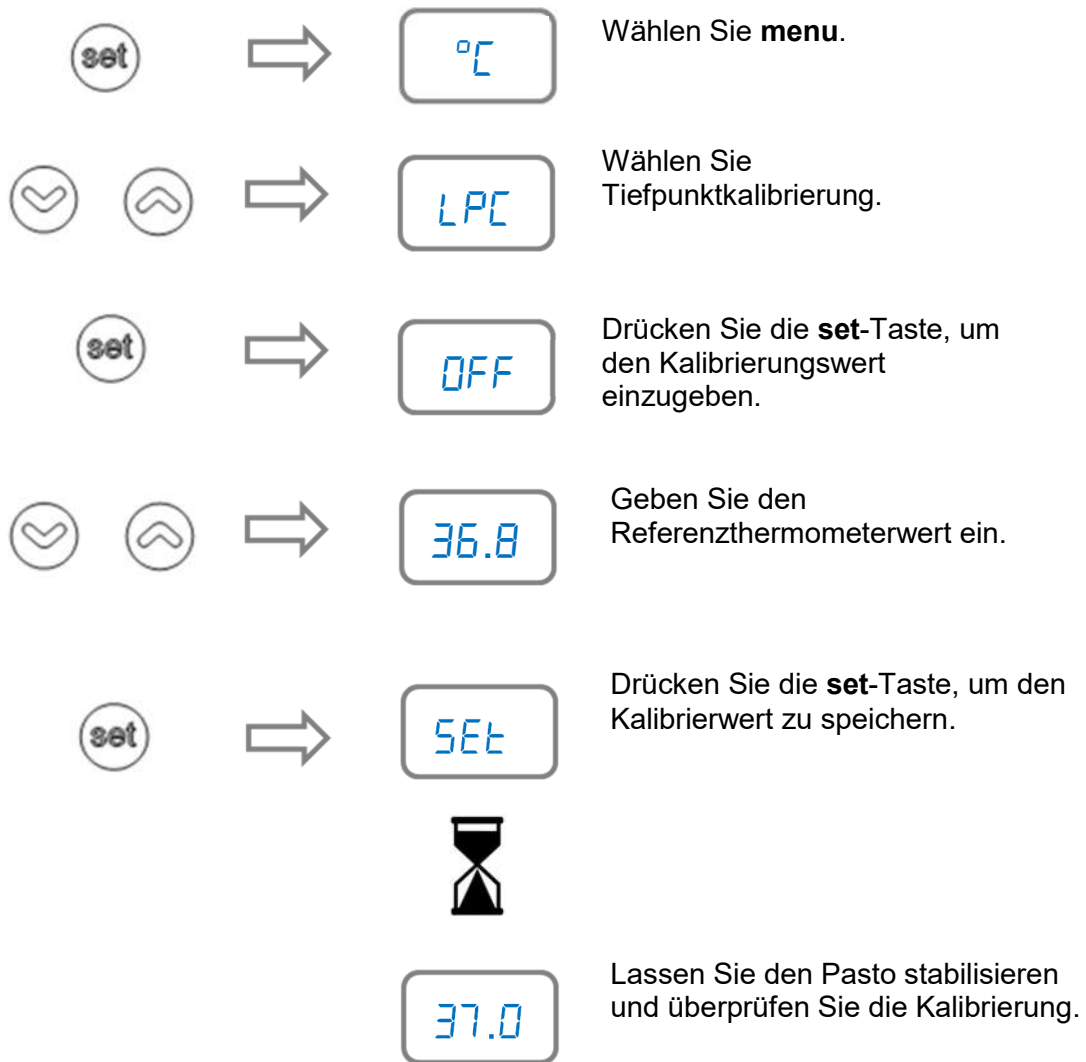 set
°C
Wählen Sie menu.
LPC
Wählen Sie
Tiefpunktkalibrierung.
set
OFF
Drücken Sie die set-Taste, um
den Kalibrierungswert
einzugeben.
36.8
Geben Sie den
Referenzthermometerwert ein.
set
SEt
Drücken Sie die set-Taste, um den
Kalibrierwert zu speichern.
37.0
Lassen Sie den Pasto stabilisieren
und überprüfen Sie die Kalibrierung.